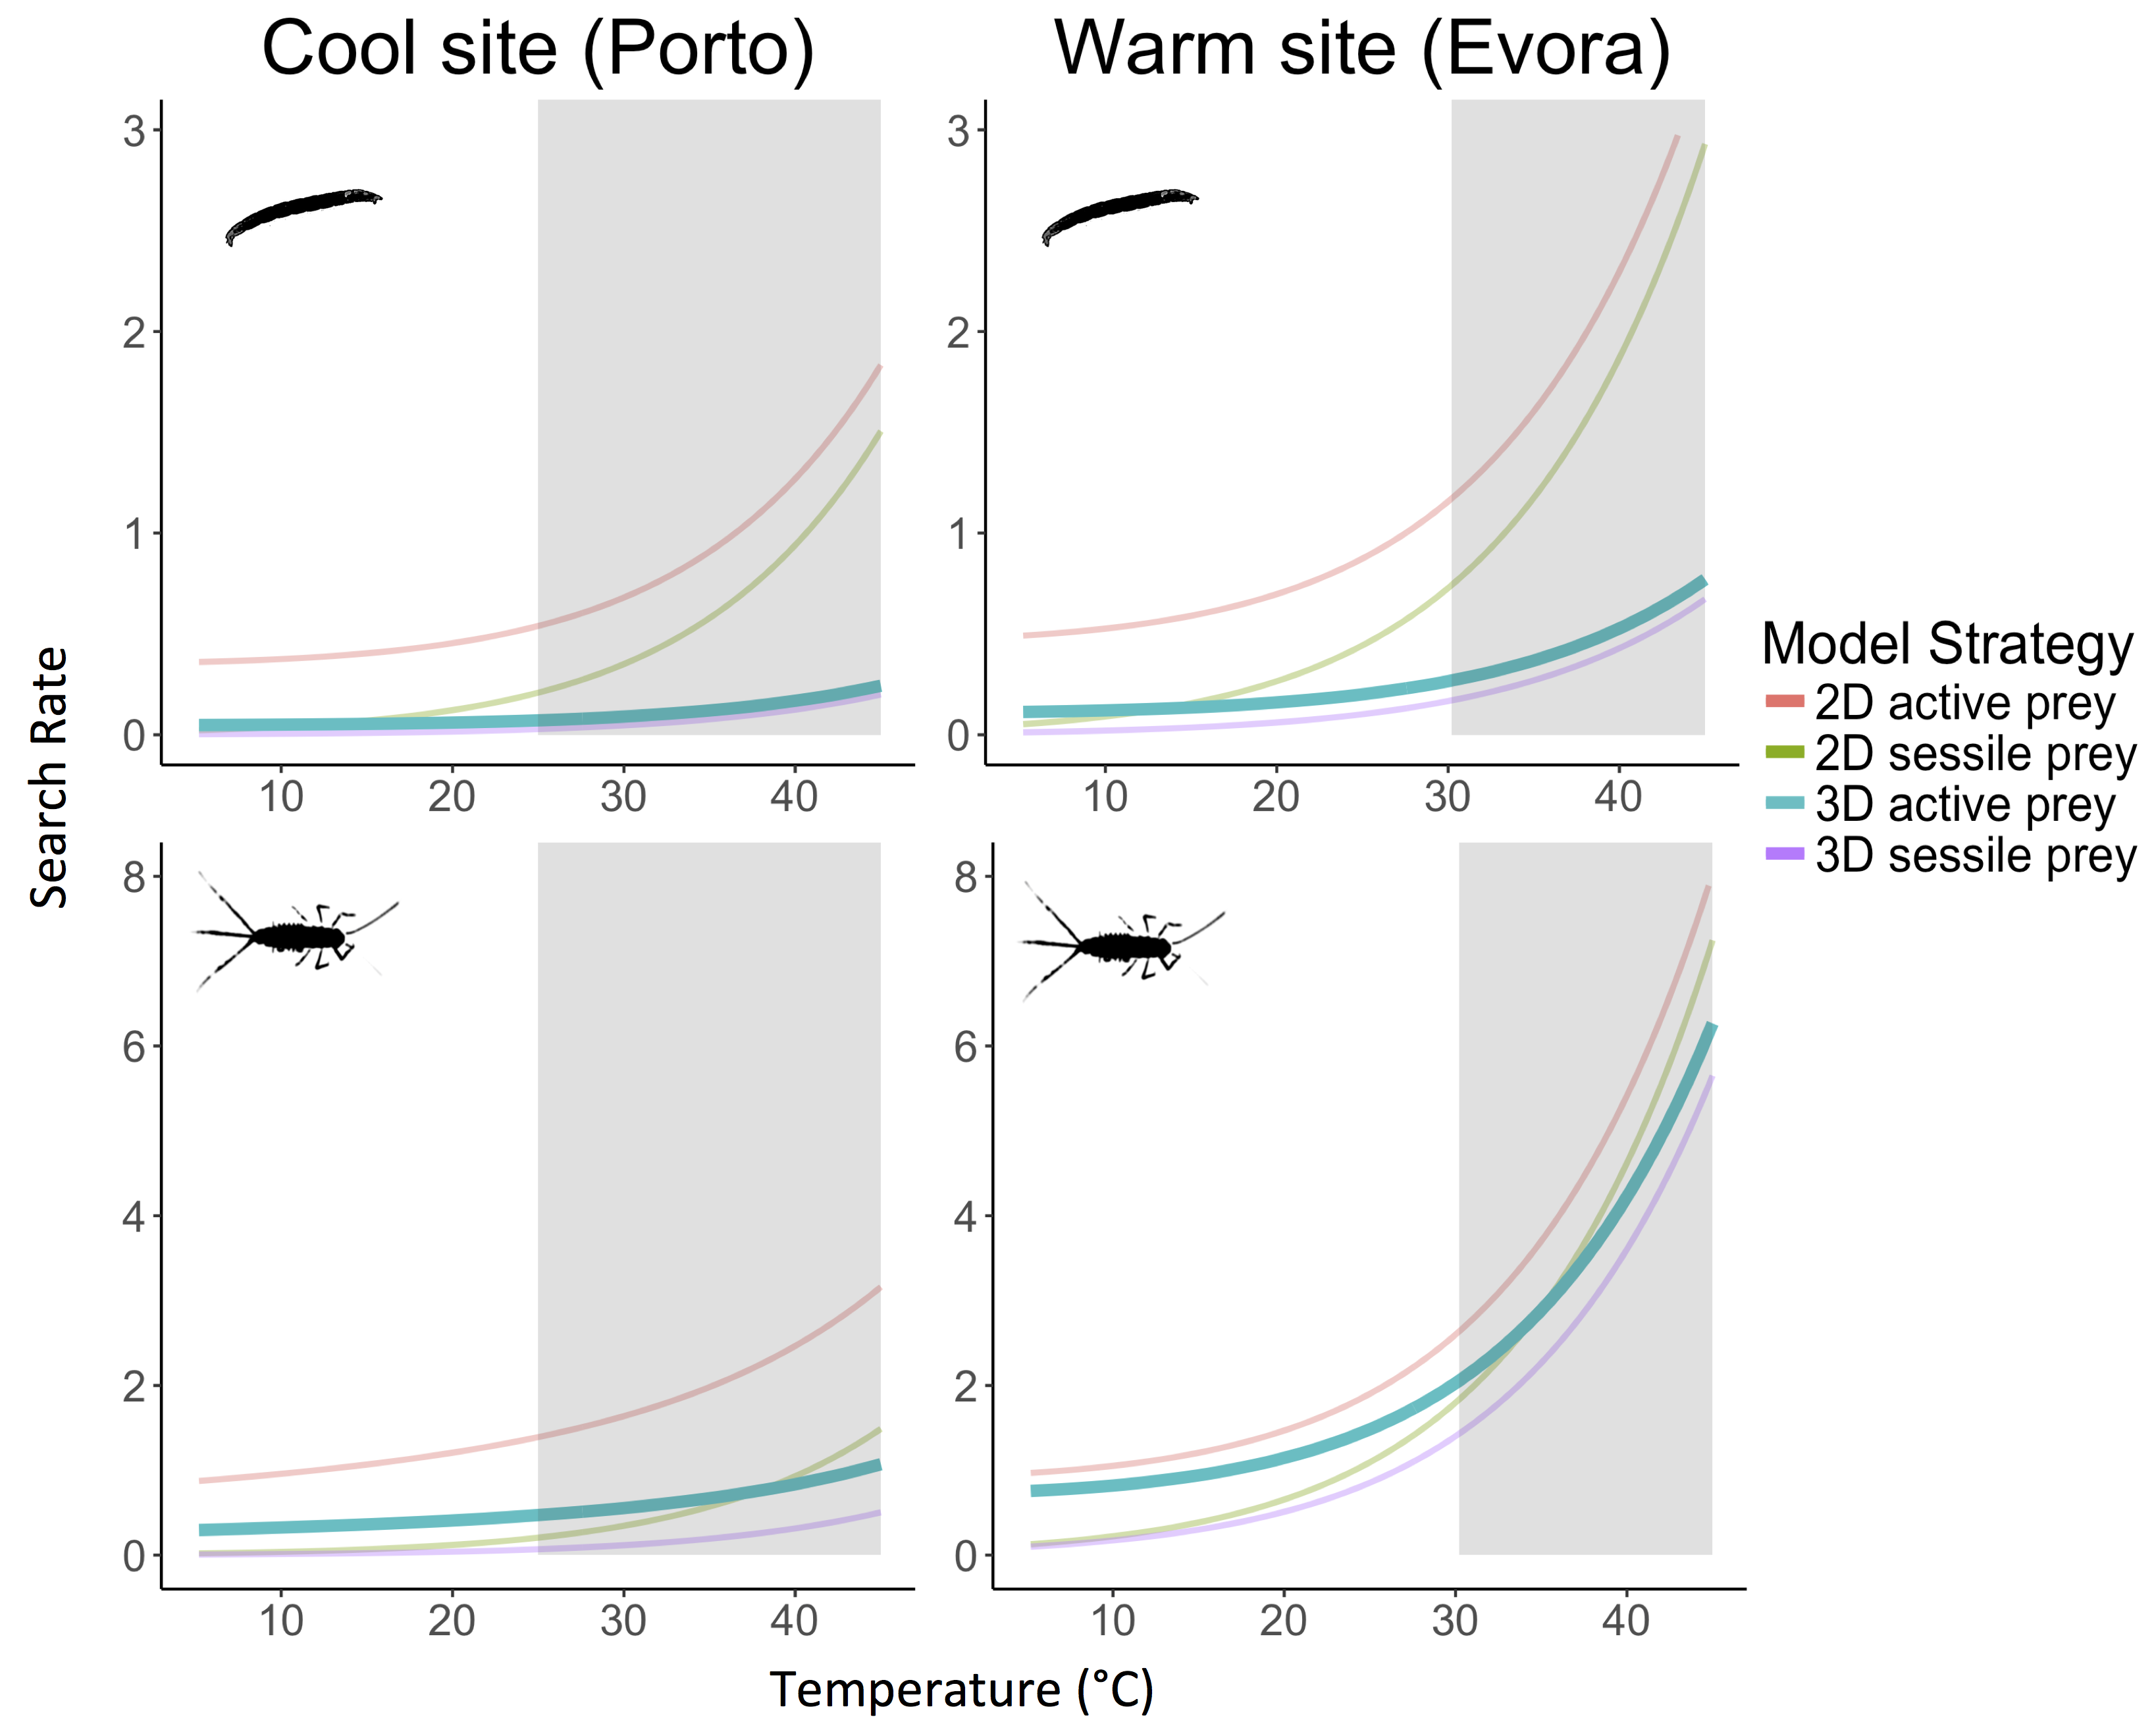 Cool site (Porto)
Warm site (Evora)
Search Rate
3
2
1
0
10 20 30 40
3
2
1
0
10 20 30 40
8
6
4
2
0
10 20 30 40
8
6
4
2
0
10 20 30 40
Temperature (°C)
Model Strategy
2D active prey
2D sessile prey
3D active prey
3D sessile prey